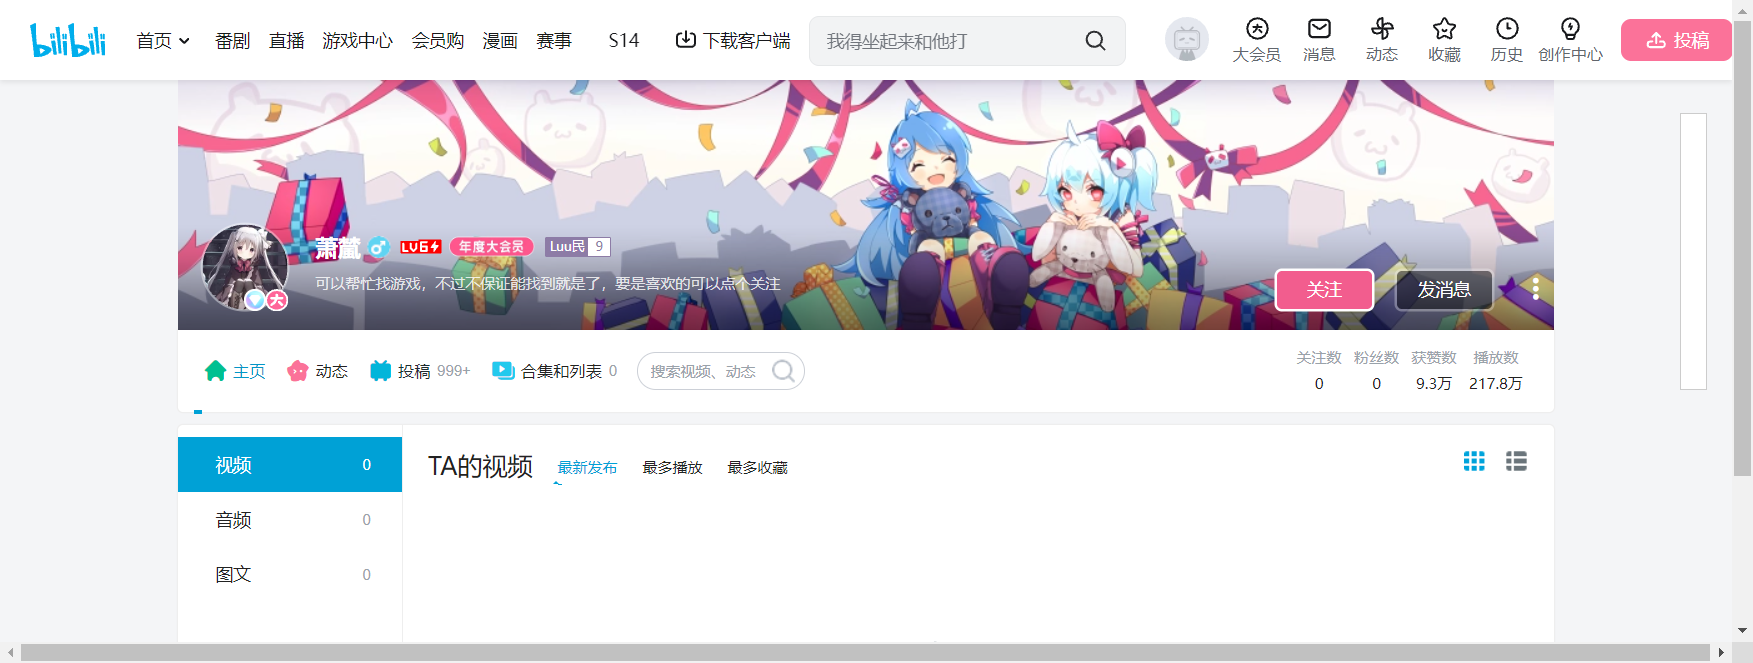 bilibili 首页 番剧 直播 游戏中心 会员购 漫画 赛事 S14 下载客户端 我得坐起来和他打 大会员 消息 动态 收藏 历史 创作中心 投稿
萧黀 LV6 年度大会员 Luu民 9
可以帮忙找游戏，不过不保证能找到就是了，要是喜欢的可以点个关注
大
关注 发消息
主页 动态 投稿 999+ 合集和列表 0 搜索视频、动态
关注数 粉丝数 获赞数 播放数
0 0 9.3万 217.8万
视频 0
音频 0
图文 0
TA的视频 最新发布 最多播放 最多收藏